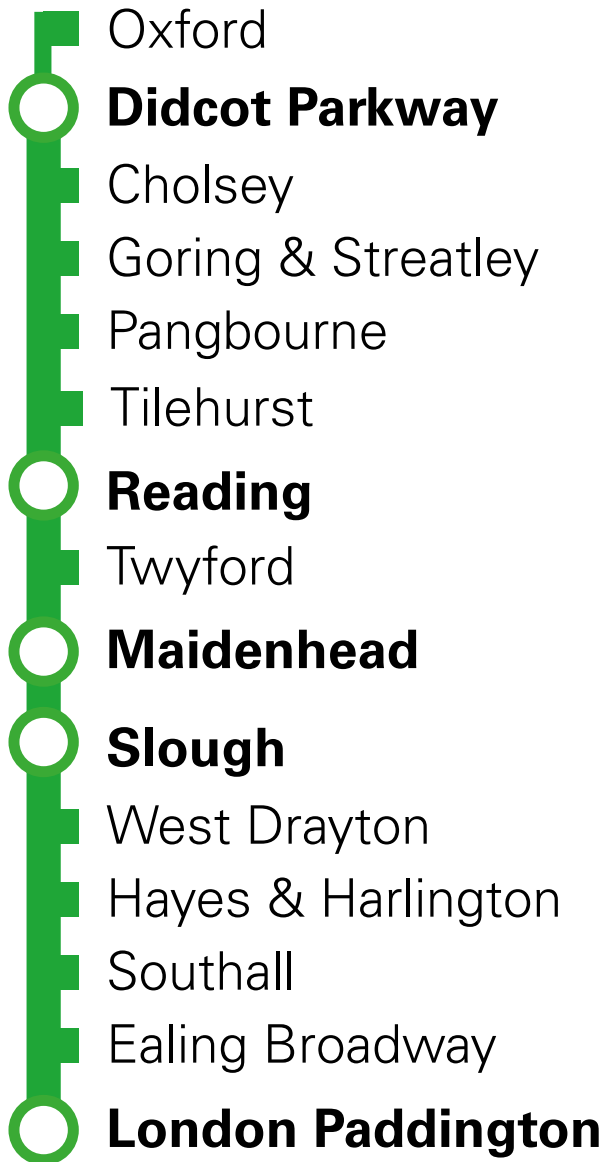 Oxford
Didcot Parkway
Cholsey
Goring & Streatley
Pangbourne
Tilehurst
Reading
Twyford
Maidenhead
Slough
West Drayton
Hayes & Harlington
Southall
Ealing Broadway
London Paddington